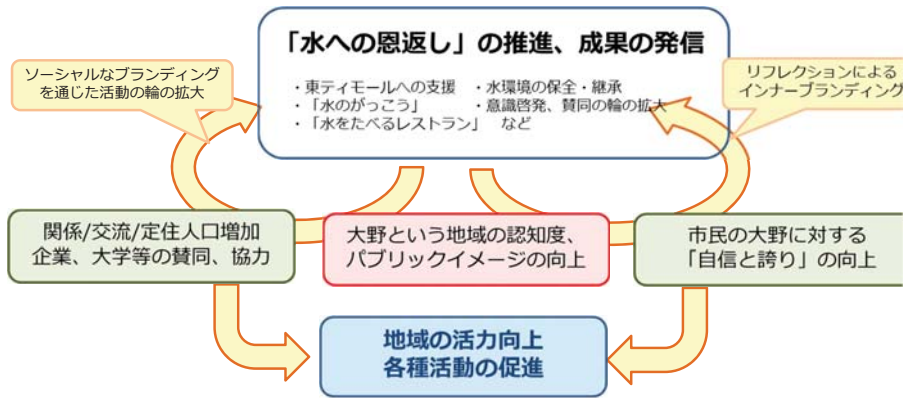 「水への恩返し」の推進、成果の発信
ソーシャルなブランディング
を通じた活動の輪の拡大
・東ティモールへの支援　・水環境の保全・継承
・「水のがっこう」　・意識啓発、賛同の輪の拡大
・「水をたべるレストラン」　など
リフレクションによる
インナーブランディング
関係/交流/定住人口増加
企業、大学等の賛同、協力
大野という地域の認知度、
パブリックイメージの向上
市民の大野に対する
「自信と誇り」の向上
地域の活力向上
各種活動の促進